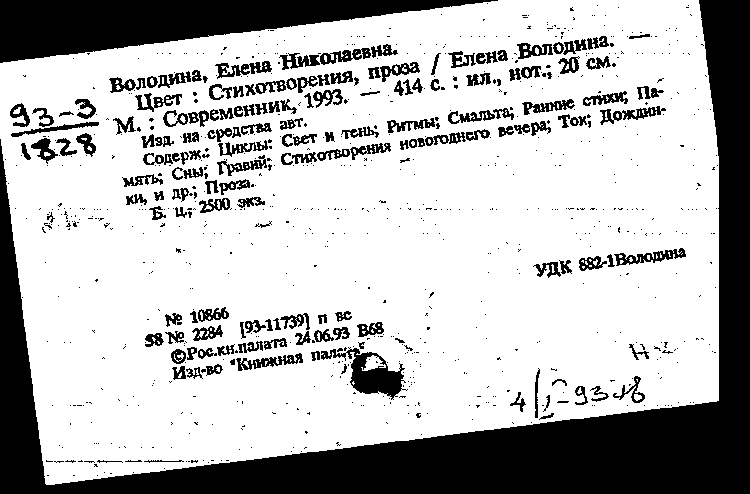 Володина, Елена Николаевна.
Цвет : Стихотворения, проза / Елена Володина. —
М. : Современник, 1993. — 414 с. : ил., нот.; 20 см.
Изд. на средства авт.
Содерж.: Циклы: Свет и тень; Ритмы; Смальта; Ранние стихи; Па-
мять; Сны; Гравий; Стихотворения новогоднего вечера; Ток; Дождин-
ки, и др.; Проза.
Б. ц.; 2500 экз.
93-3
1828
УДК 882-1Володина
№ 10866
58 № 2284 [93-11739] п вс
©Рос.кн.палата 24.06.93 В68
Изд-во "Книжная палата"